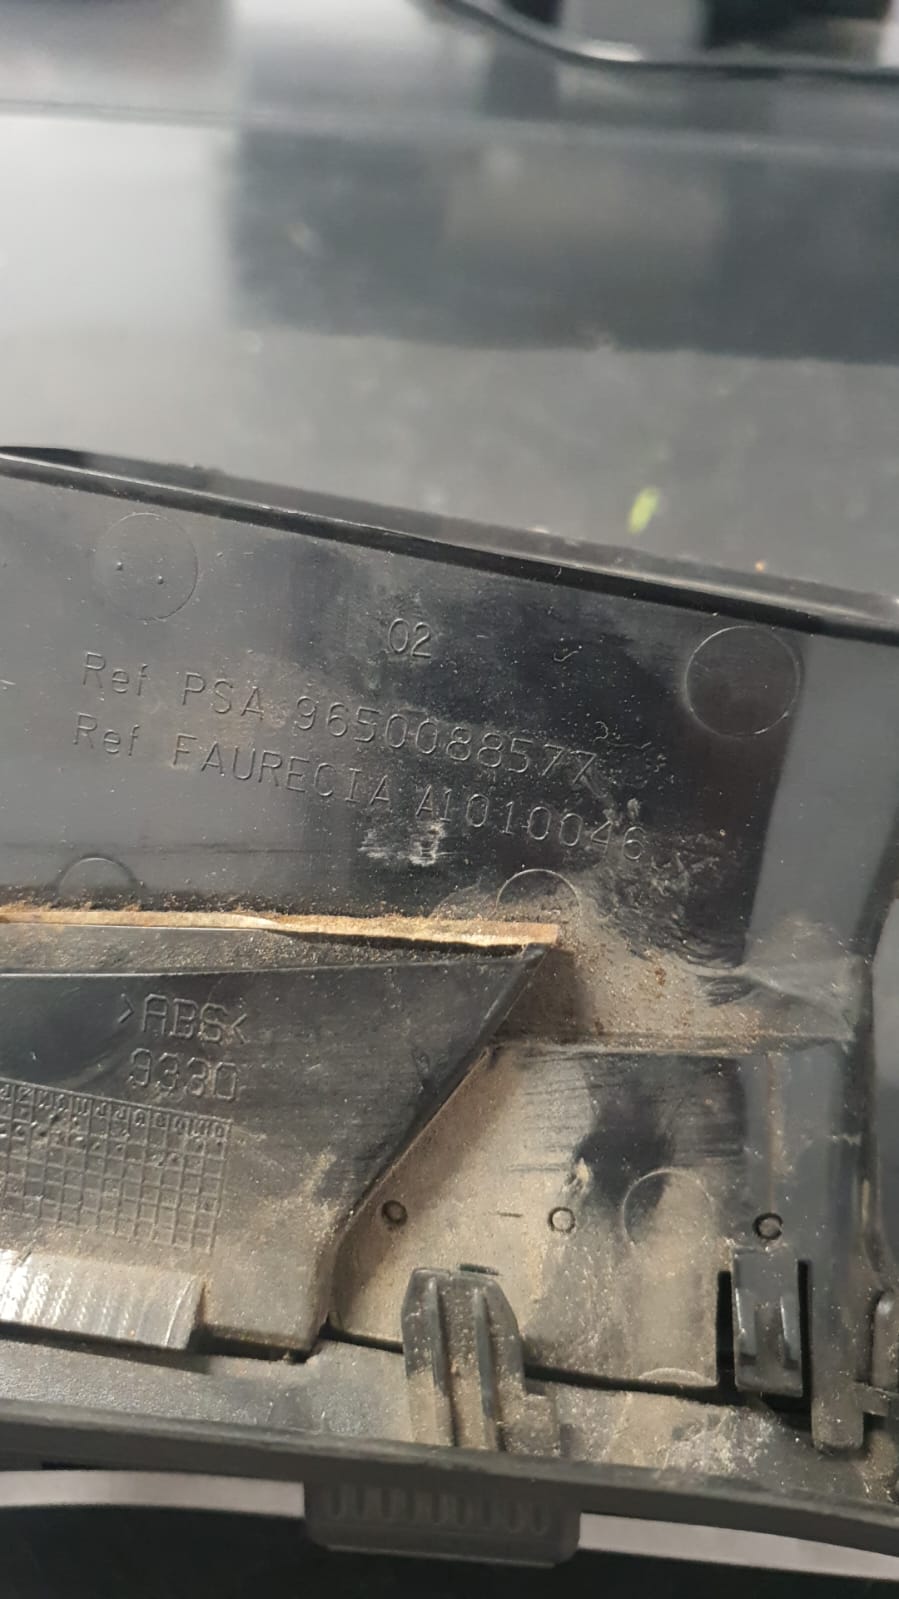 02
Ref PSA 9650088577
Ref FAURECIA A1010046
>ABS<
9330